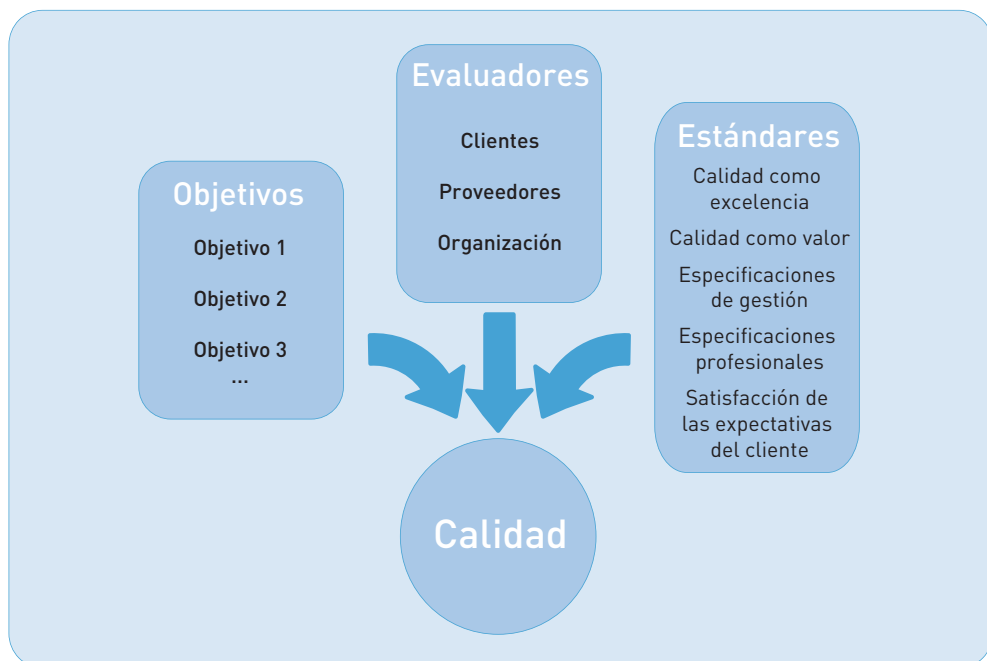 Objetivos
Objetivo 1
Objetivo 2
Objetivo 3
...
Evaluadores
Clientes
Proveedores
Organización
Estándares
Calidad como
excelencia
Calidad como valor
Especificaciones
de gestión
Especificaciones
profesionales
Satisfacción de
las expectativas
del cliente
Calidad